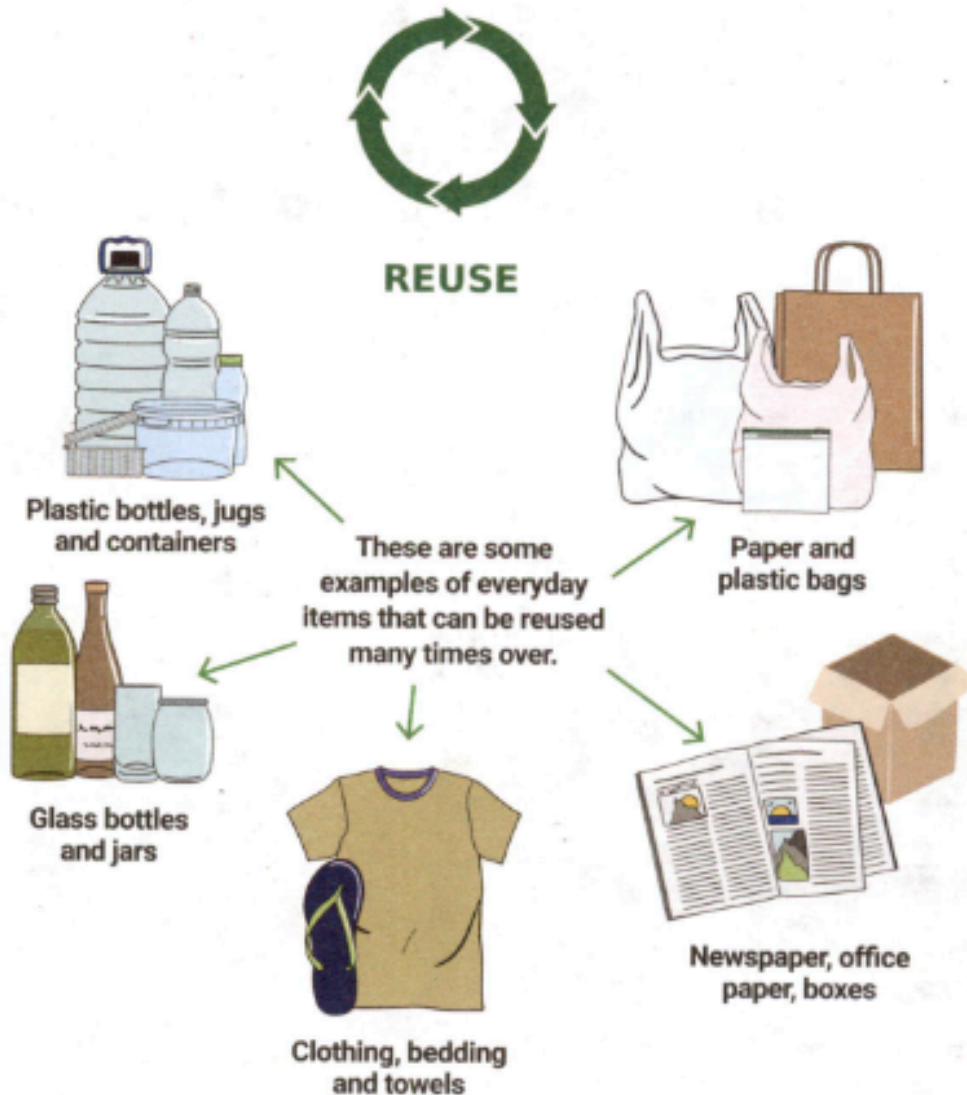 REUSE
Plastic bottles, jugs
and containers
Paper and
plastic bags
These are some
examples of everyday
items that can be reused
many times over.
Glass bottles
and jars
Newspaper, office
paper, boxes
Clothing, bedding
and towels